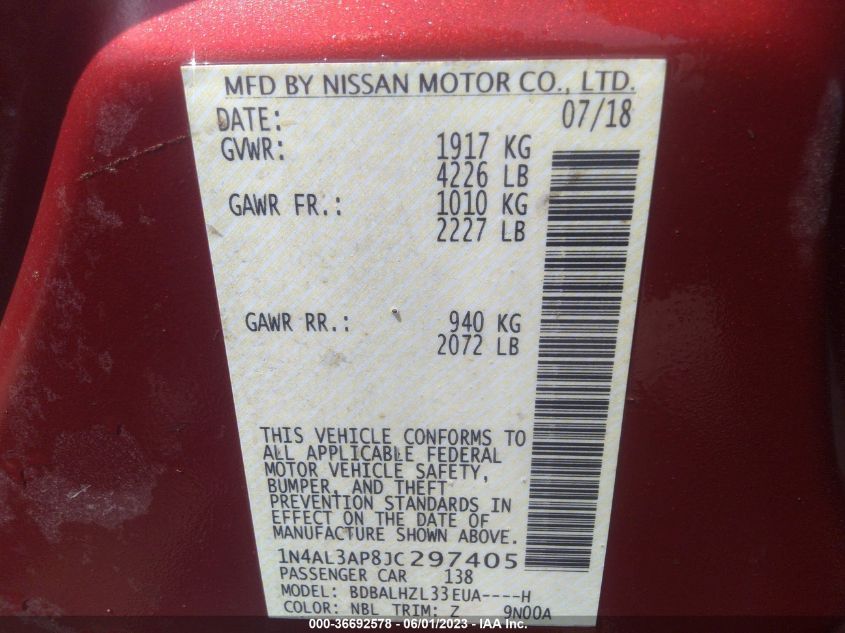 MFD BY NISSAN MOTOR CO., LTD.
DATE: 07/18
GVWR: 1917 KG
4226 LB
GAWR FR.: 1010 KG
2227 LB
GAWR RR.: 940 KG
2072 LB
THIS VEHICLE CONFORMS TO
ALL APPLICABLE FEDERAL
MOTOR VEHICLE SAFETY,
BUMPER, AND THEFT
PREVENTION STANDARDS IN
EFFECT ON THE DATE OF
MANUFACTURE SHOWN ABOVE.
1N4AL3AP8JC297405
PASSENGER CAR 138
MODEL: BDBALHZL33EUA----H
COLOR: NBL TRIM: Z 9N00A
000-36692578 - 06/01/2023 - IAA Inc.